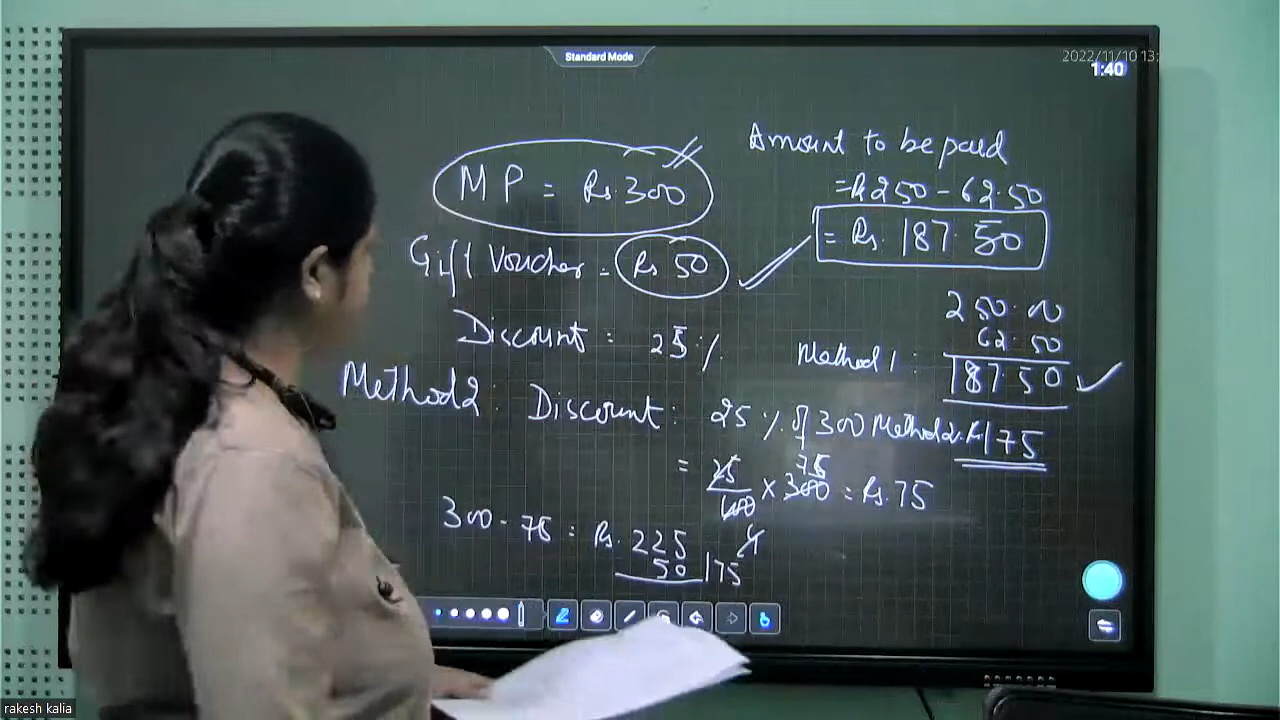 Standard Mode
2022/11/10 13:
1:40
MP = Rs. 300
Gift Voucher = Rs 50
Discount = 25%
Method 2: Discount: 25% of 300
= 25/100 × 300 = Rs. 75
75
4
300 - 75 = Rs. 225
50 175
Amount to be paid
= Rs 250 - 62.50
= Rs. 187.50
250.00
62.50
Method 1: 187.50
Method 2: Rs 175
rakesh kalia